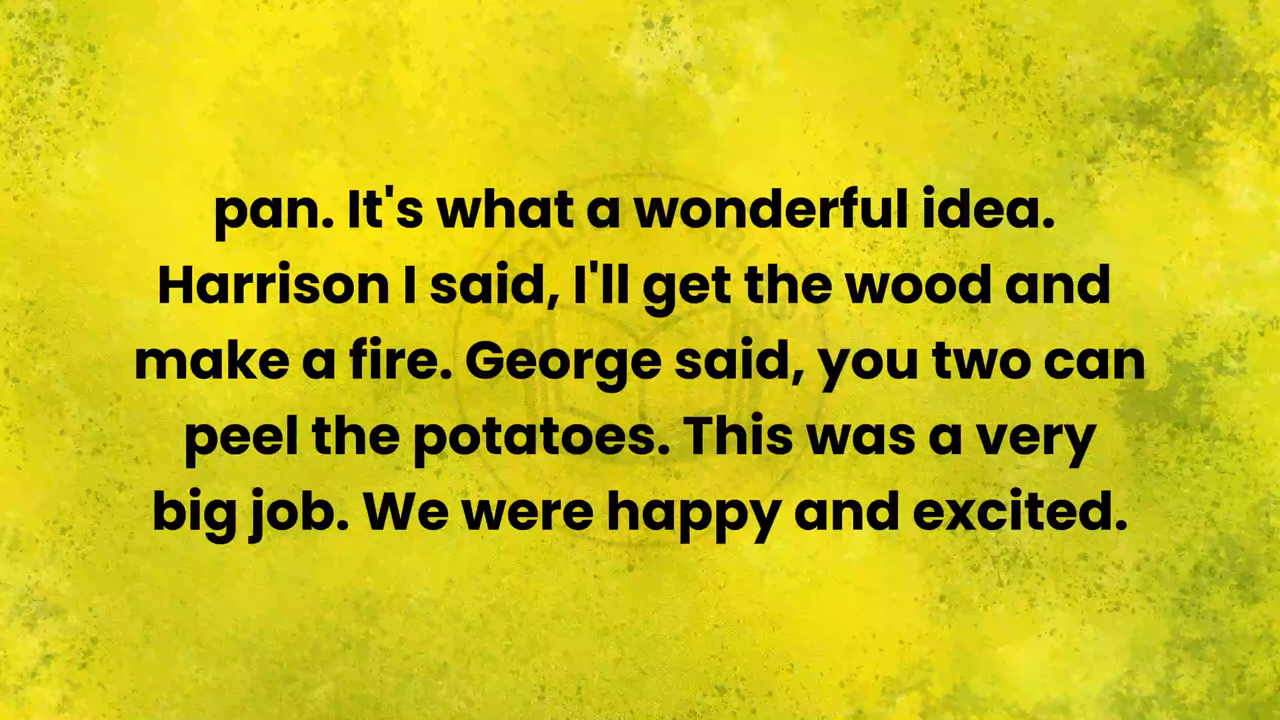 pan. It's what a wonderful idea.
Harrison I said, I'll get the wood and
make a fire. George said, you two can
peel the potatoes. This was a very
big job. We were happy and excited.